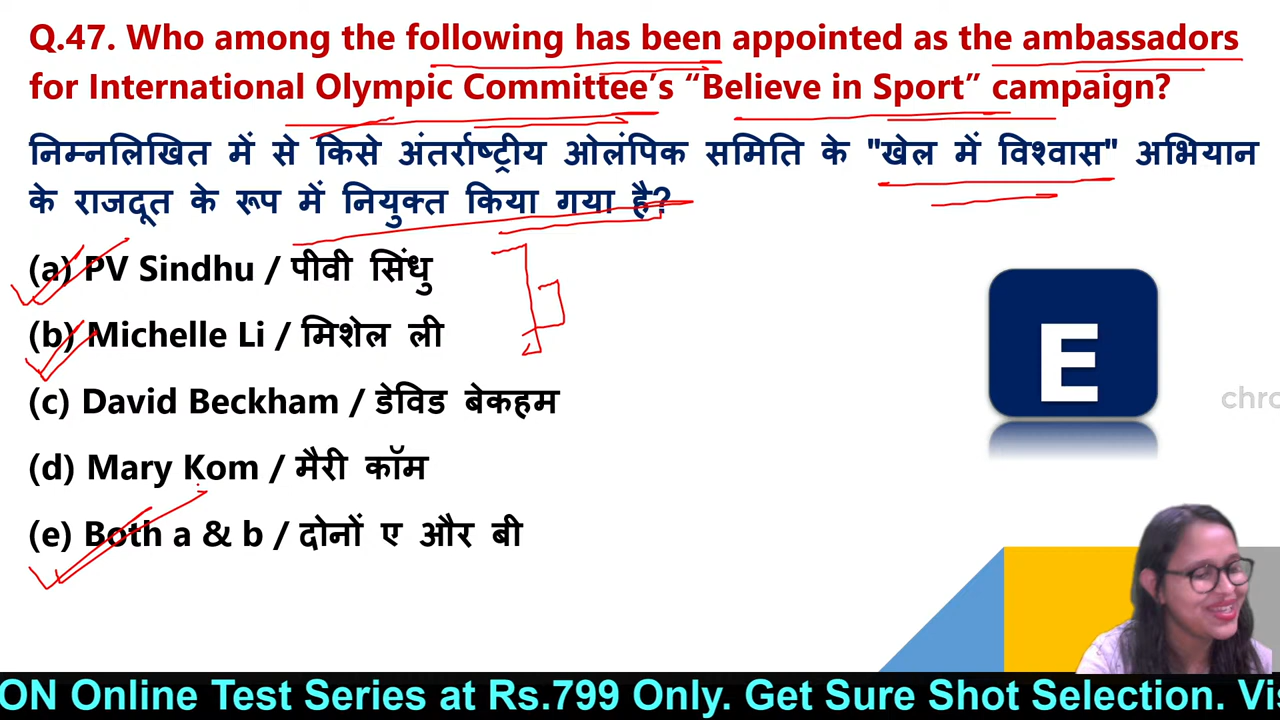 Q.47. Who among the following has been appointed as the ambassadors
for International Olympic Committee’s “Believe in Sport” campaign?
निम्नलिखित में से किसे अंतर्राष्ट्रीय ओलंपिक समिति के "खेल में विश्वास" अभियान
के राजदूत के रूप में नियुक्त किया गया है?
(a) PV Sindhu / पीवी सिंधु
(b) Michelle Li / मिशेल ली
(c) David Beckham / डेविड बेकहम
(d) Mary Kom / मैरी कॉम
(e) Both a & b / दोनों ए और बी
E
chro
ON Online Test Series at Rs.799 Only. Get Sure Shot Selection. Vis